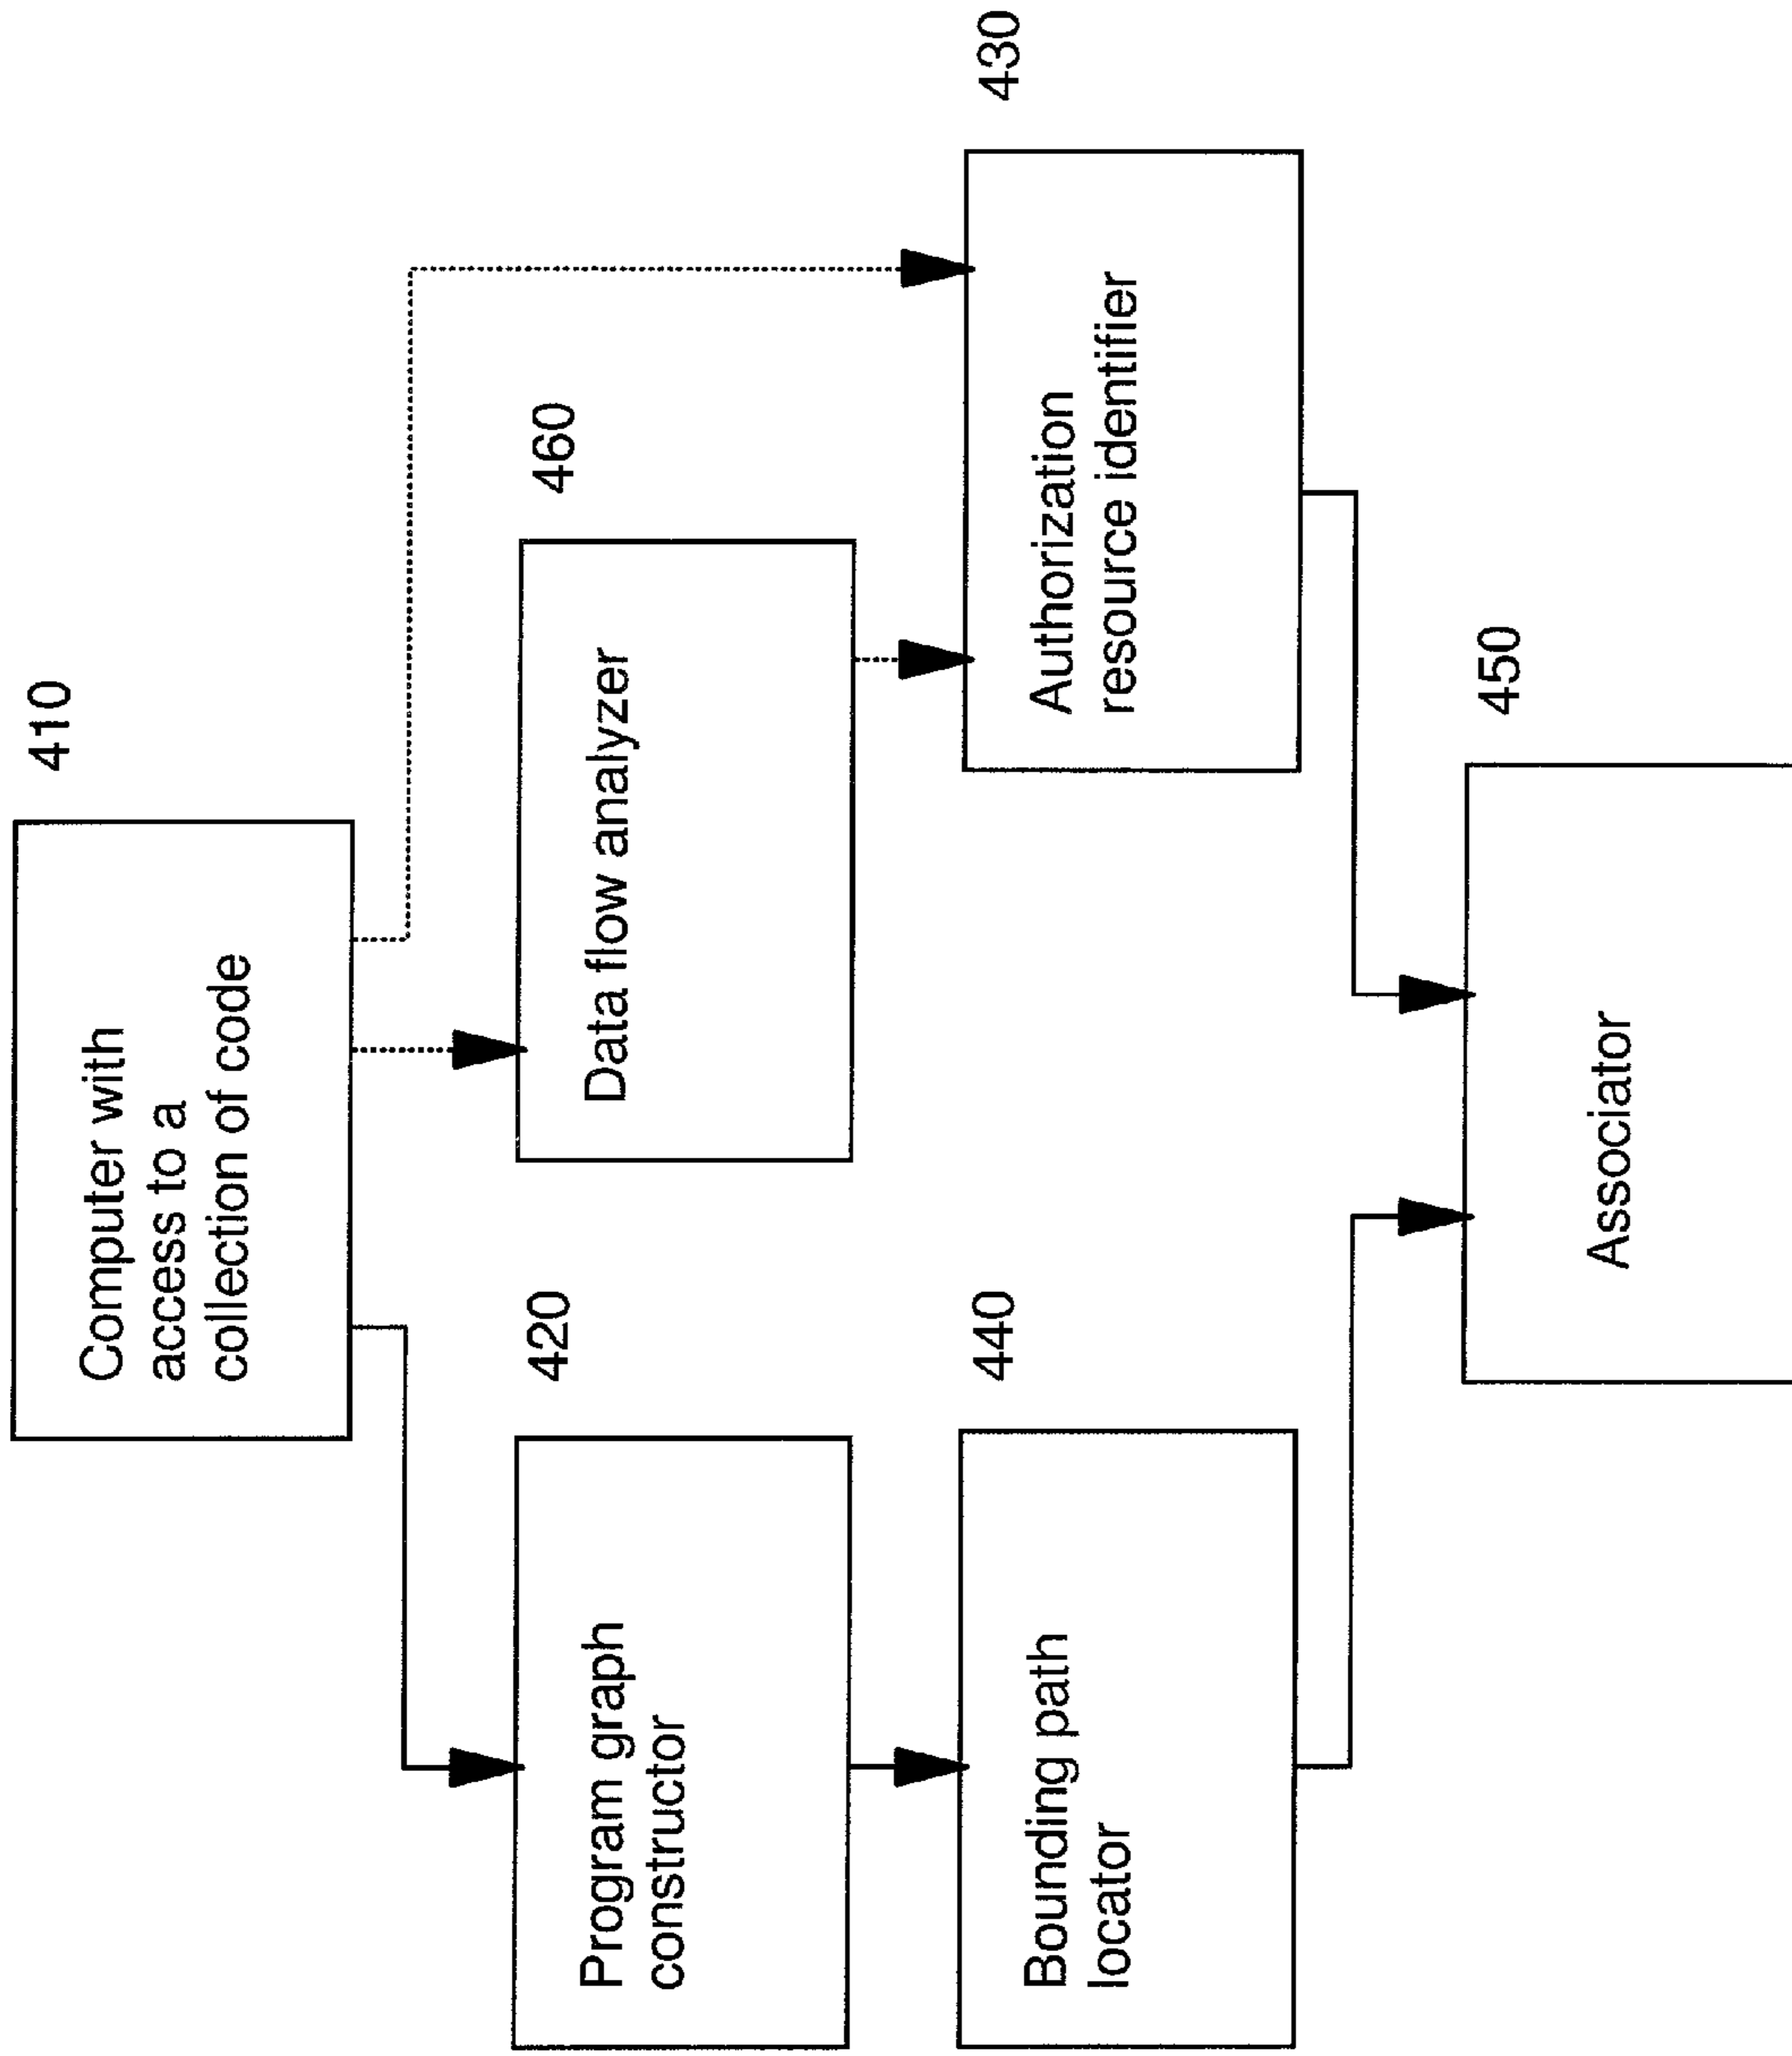 410
Computer with
access to a
collection of code
420
Program graph
constructor
460
Data flow analyzer
440
Bounding path
locator
430
Authorization
resource identifier
450
Associator